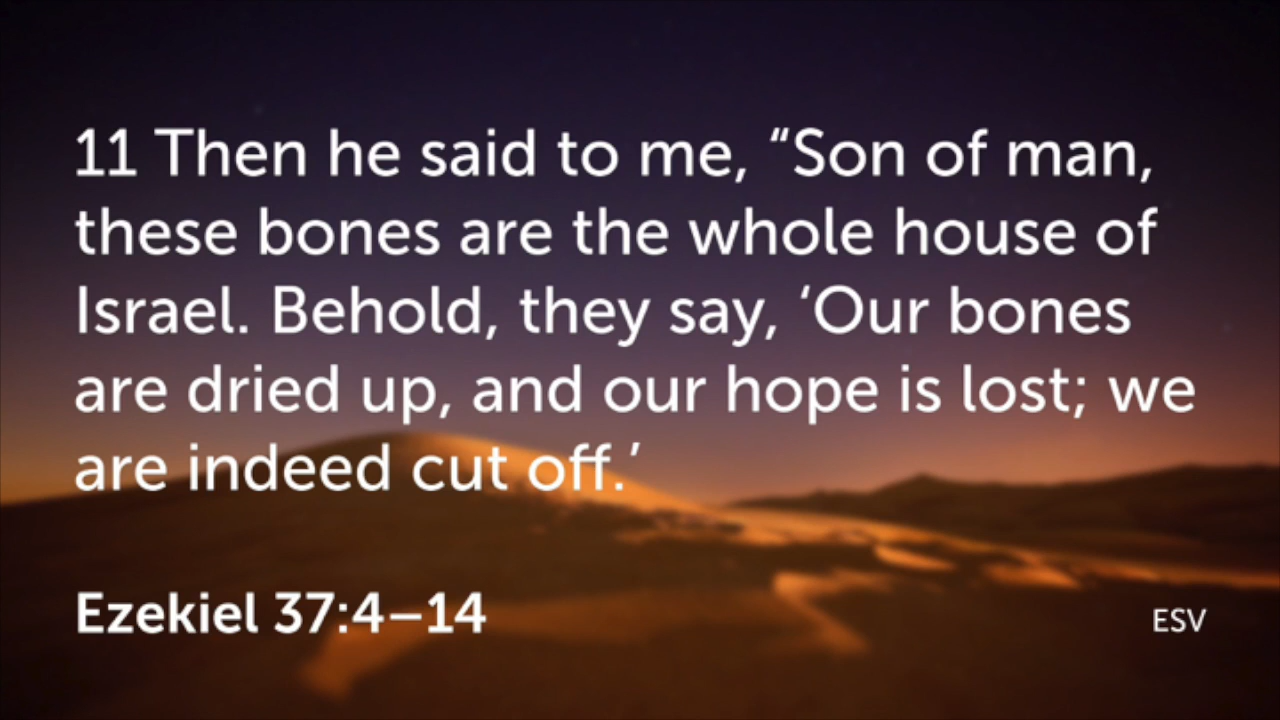 11 Then he said to me, “Son of man,
these bones are the whole house of
Israel. Behold, they say, ‘Our bones
are dried up, and our hope is lost; we
are indeed cut off.’
Ezekiel 37:4–14
ESV